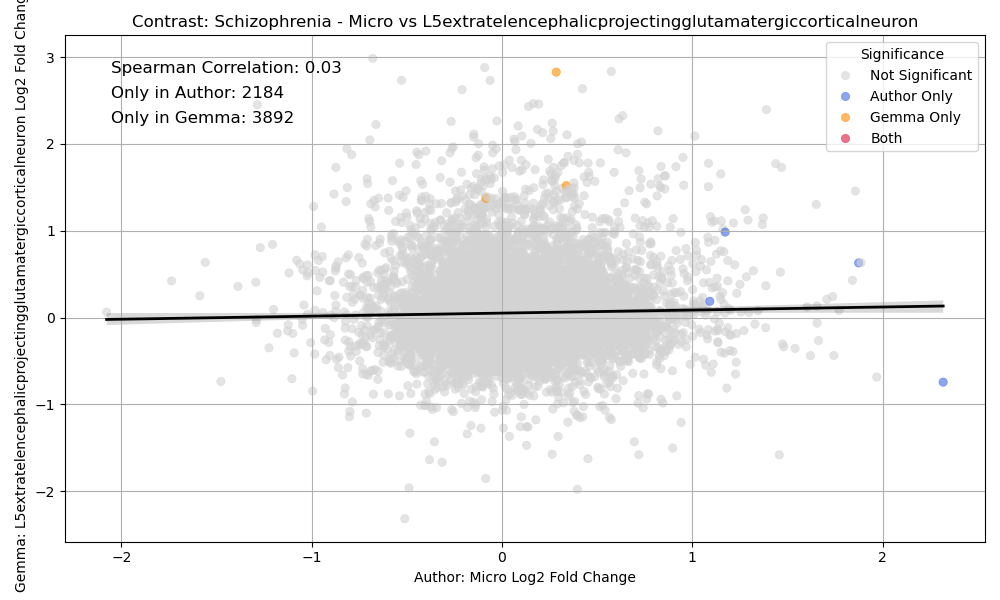 Contrast: Schizophrenia - Micro vs L5extratelencephalicprojectingglutamatergiccorticalneuron
Spearman Correlation: 0.03
Only in Author: 2184
Only in Gemma: 3892
Significance
Not Significant
Author Only
Gemma Only
Both
3
2
1
0
−1
−2
−2
−1
0
1
2
Author: Micro Log2 Fold Change
Gemma: L5extratelencephalicprojectingglutamatergiccorticalneuron Log2 Fold